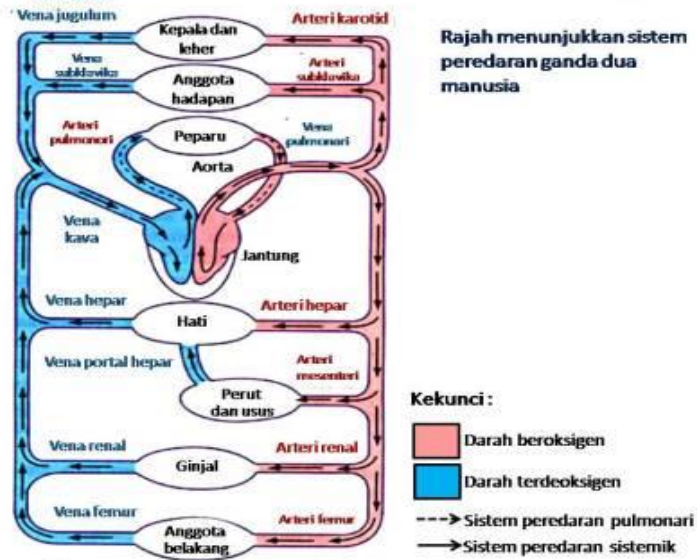 Vena jugulum
Kepala dan
leher
Arteri karotid
Rajah menunjukkan sistem
peredaran ganda dua
manusia
Vena
subklavika
Anggota
hadapan
Arteri
subklavika
Arteri
pulmonori
Peparu
Vena
pulmonari
Aorta
Vena
kava
Jantung
Vena hepar
Hati
Arteri hepar
Vena portal hepar
Arteri
mesenteri
Perut
dan usus
Kekunci :
Darah beroksigen
Vena renal
Ginjal
Arteri renal
Darah terdeoksigen
Vena femur
Anggota
belakang
Arteri femur
Sistem peredaran pulmonari
Sistem peredaran sistemik